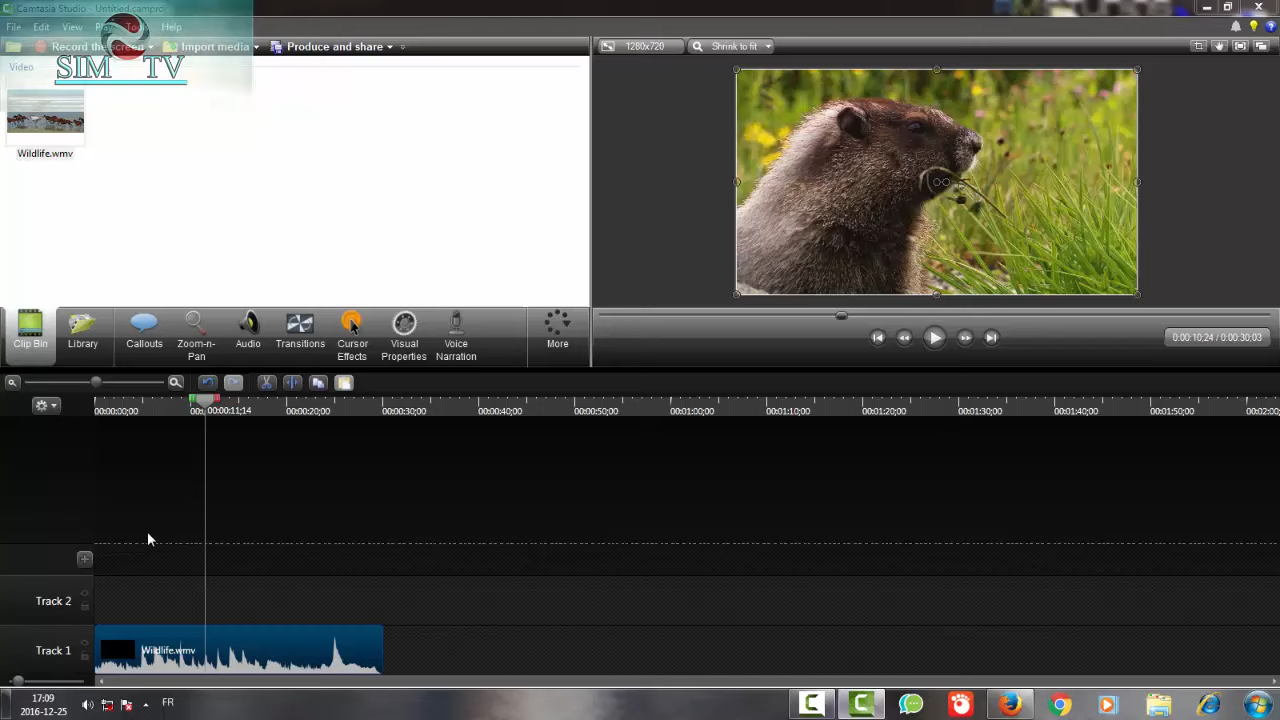 Camtasia Studio - Untitled.camproj
File Edit View Play Tools Help
Record the screen Import media Produce and share
1280x720 Shrink to fit
SIM TV
Video
Wildlife.wmv
Clip Bin
Library
Callouts
Zoom-n-Pan
Audio
Transitions
Cursor Effects
Visual Properties
Voice Narration
More
0:00:10;24 / 0:00:30;03
00:00:00;00 00:00:11;14 00:00:20;00 00:00:30;00 00:00:40;00 00:00:50;00 00:01:00;00 00:01:10;00 00:01:20;00 00:01:30;00 00:01:40;00 00:01:50;00
Track 2
Track 1 Wildlife.wmv
17:09
2016-12-25
FR